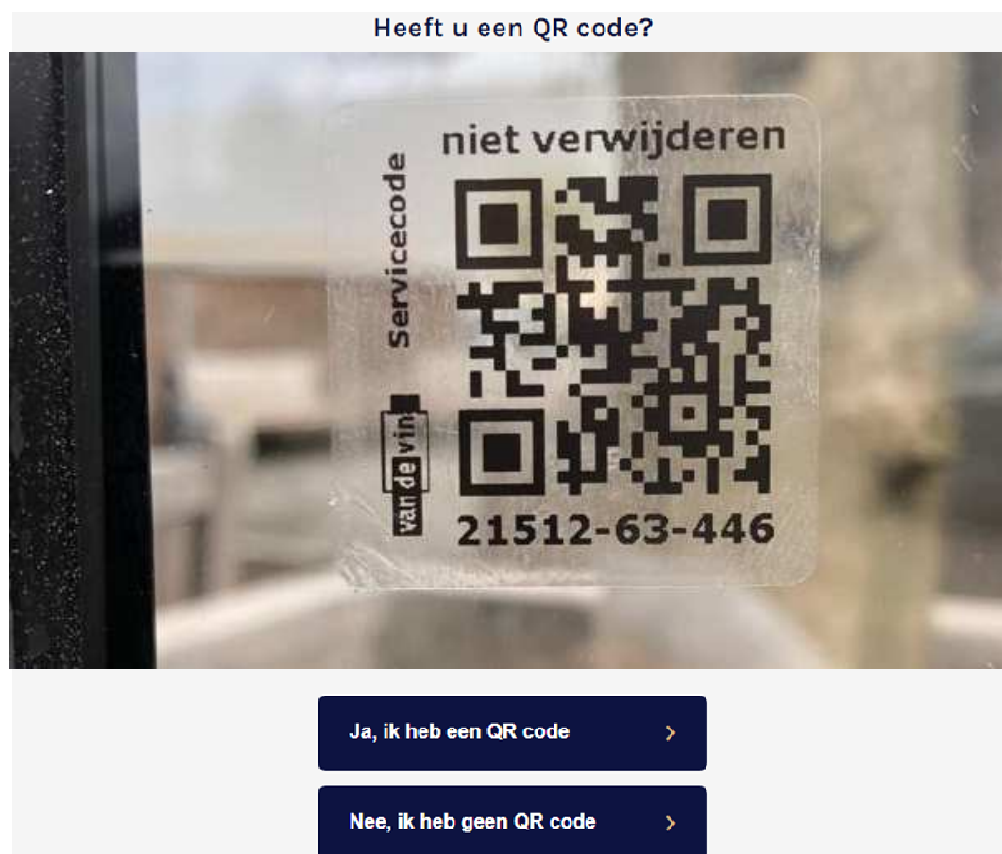 Heeft u een QR code?
niet verwijderen
Servicecode
van de vin
21512-63-446
Ja, ik heb een QR code
Nee, ik heb geen QR code